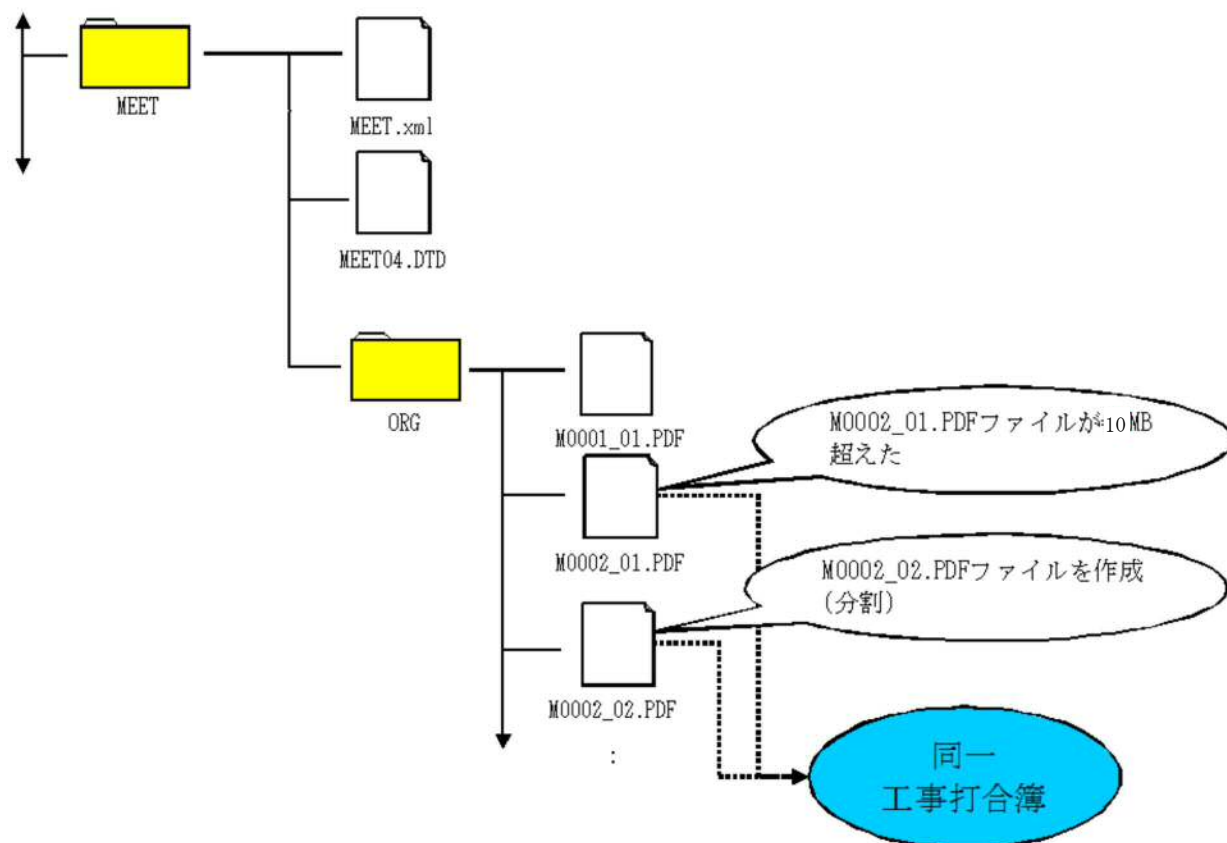 MEET
MEET.xml
MEET04.DTD
ORG
M0001_01.PDF
M0002_01.PDFファイルが10MB
超えた
M0002_01.PDF
M0002_02.PDFファイルを作成
(分割)
M0002_02.PDF
:
同一
工事打合簿